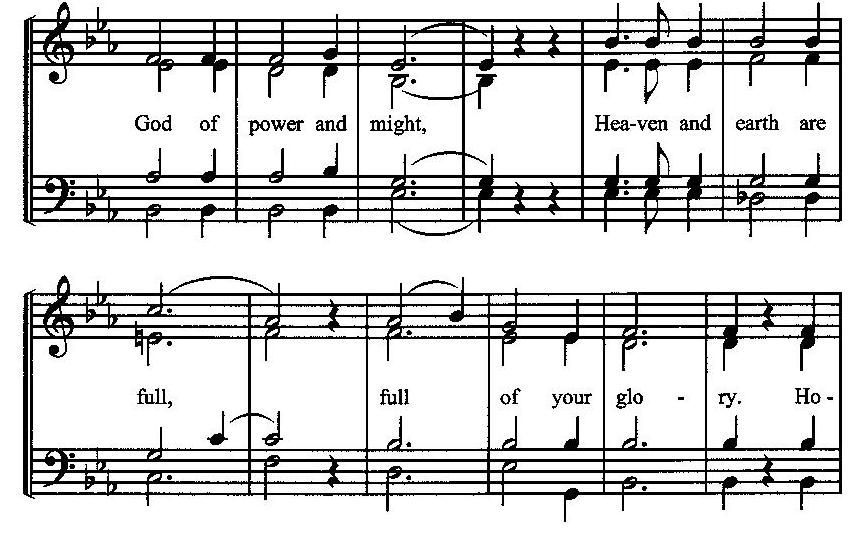 God of power and might, Hea-ven and earth are
full, full of your glo - ry. Ho -